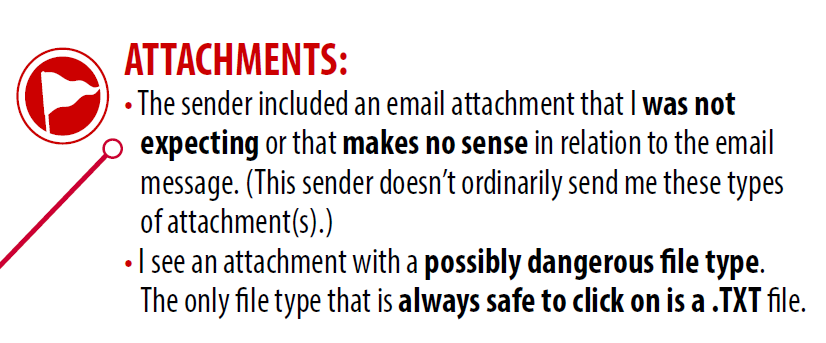 ATTACHMENTS:
• The sender included an email attachment that I was not
expecting or that makes no sense in relation to the email
message. (This sender doesn’t ordinarily send me these types
of attachment(s).)
• I see an attachment with a possibly dangerous file type.
The only file type that is always safe to click on is a .TXT file.